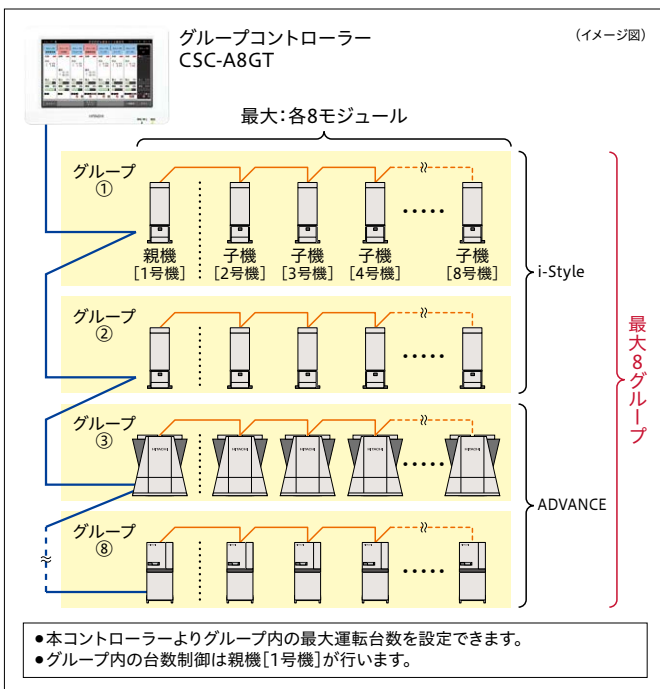 グループコントローラー
CSC-A8GT
(イメージ図)
HITACHI
最大：各8モジュール
グループ
①
親機
[1号機]
子機
[2号機]
子機
[3号機]
子機
[4号機]
子機
[8号機]
i-Style
グループ
②
グループ
③
HITACHI
HITACHI
HITACHI
HITACHI
HITACHI
ADVANCE
グループ
⑧
最大8グループ
●本コントローラーよりグループ内の最大運転台数を設定できます。
●グループ内の台数制御は親機[1号機]が行います。